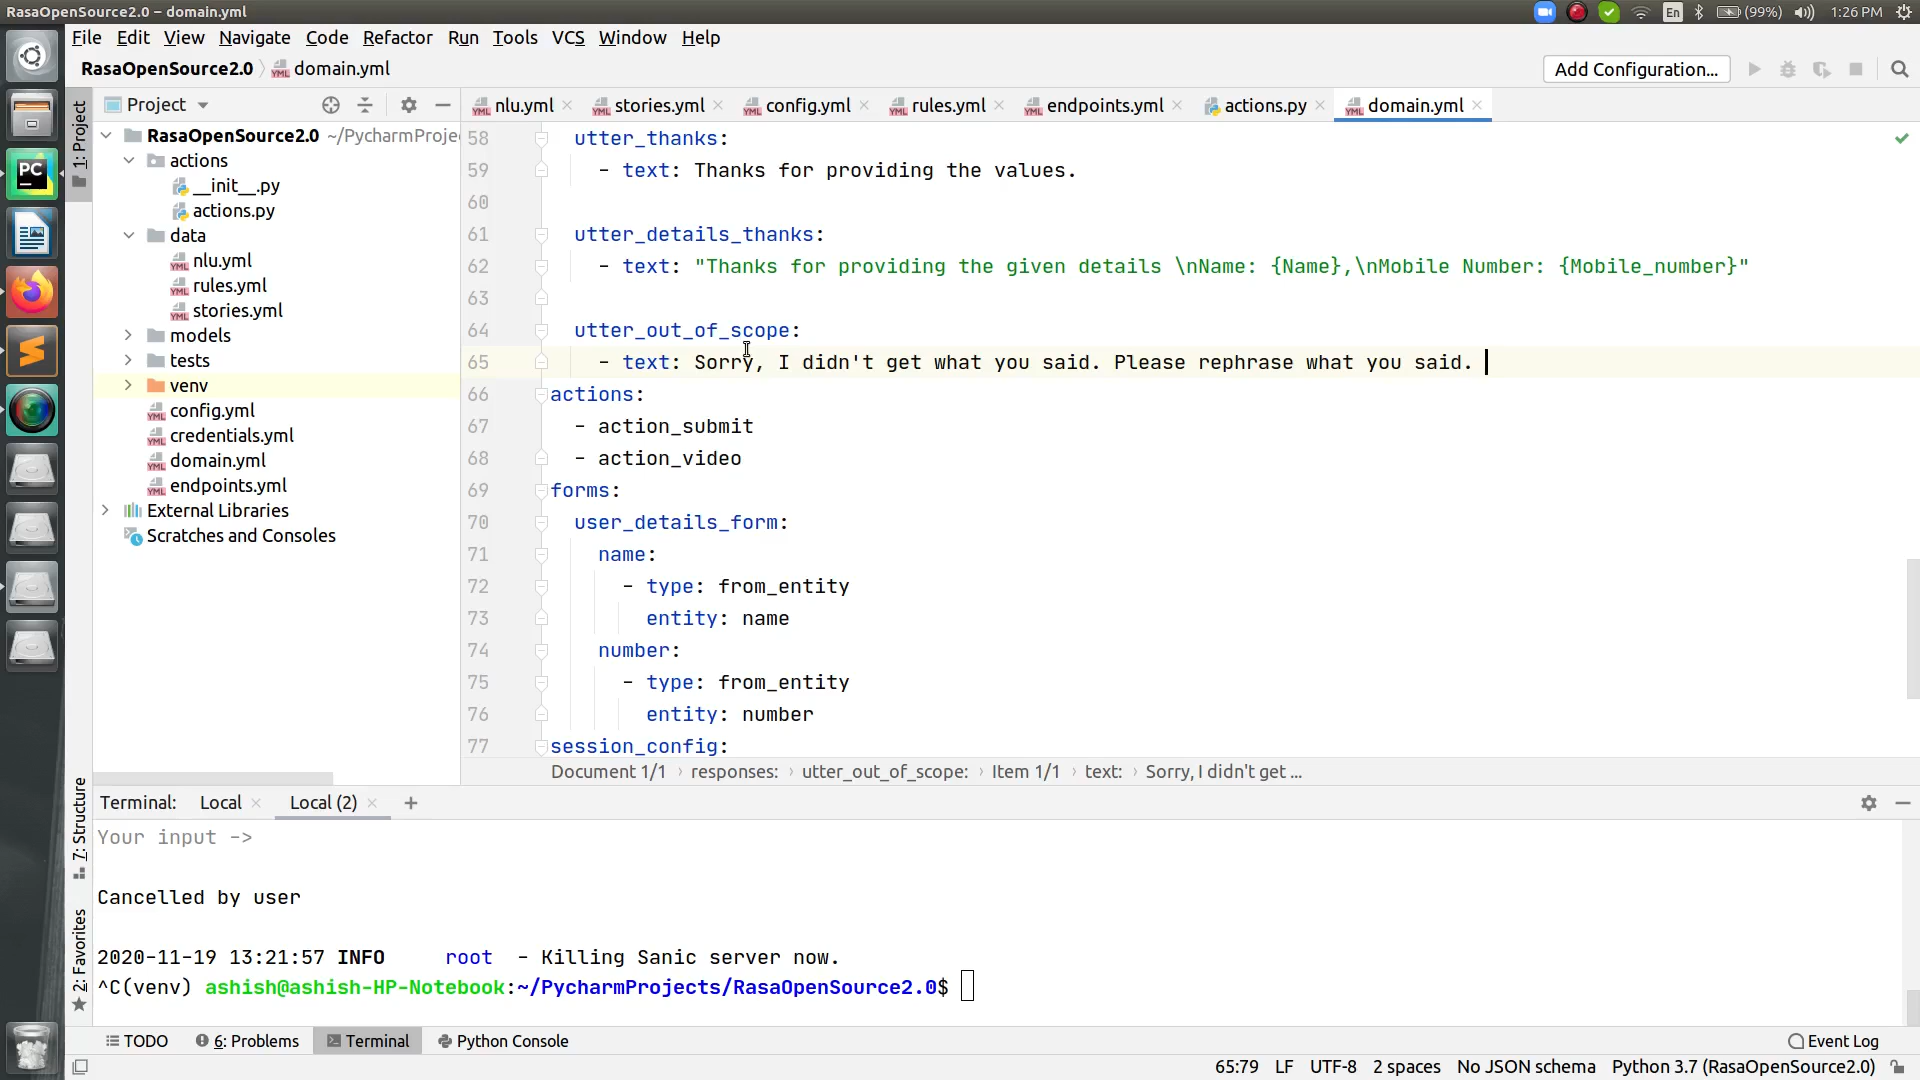 RasaOpenSource2.0 – domain.yml
En (99%) 1:26 PM
File Edit View Navigate Code Refactor Run Tools VCS Window Help
RasaOpenSource2.0 domain.yml Add Configuration...
1: Project
Project
nlu.yml stories.yml config.yml rules.yml endpoints.yml actions.py domain.yml
RasaOpenSource2.0 ~/PycharmProje
actions
__init__.py
actions.py
data
nlu.yml
rules.yml
stories.yml
models
tests
venv
config.yml
credentials.yml
domain.yml
endpoints.yml
External Libraries
Scratches and Consoles
58 utter_thanks:
59 - text: Thanks for providing the values.
60
61 utter_details_thanks:
62 - text: "Thanks for providing the given details \nName: {Name},\nMobile Number: {Mobile_number}"
63
64 utter_out_of_scope:
65 - text: Sorry, I didn't get what you said. Please rephrase what you said.
66 actions:
67 - action_submit
68 - action_video
69 forms:
70 user_details_form:
71 name:
72 - type: from_entity
73 entity: name
74 number:
75 - type: from_entity
76 entity: number
77 session_config:
Document 1/1 › responses: › utter_out_of_scope: › Item 1/1 › text: › Sorry, I didn't get ...
7: Structure
2: Favorites
Terminal: Local Local (2) +
Your input ->
Cancelled by user
2020-11-19 13:21:57 INFO root - Killing Sanic server now.
^C(venv) ashish@ashish-HP-Notebook:~/PycharmProjects/RasaOpenSource2.0$
TODO 6: Problems Terminal Python Console Event Log
65:79 LF UTF-8 2 spaces No JSON schema Python 3.7 (RasaOpenSource2.0)